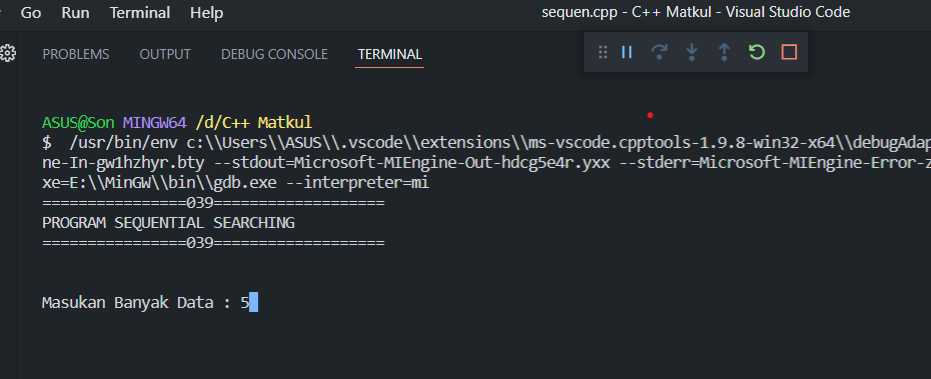 Go Run Terminal Help sequen.cpp - C++ Matkul - Visual Studio Code
PROBLEMS OUTPUT DEBUG CONSOLE TERMINAL
ASUS@Son MINGW64 /d/C++ Matkul
$ /usr/bin/env c:\\Users\\ASUS\\.vscode\\extensions\\ms-vscode.cpptools-1.9.8-win32-x64\\debugAdap
ne-In-gw1hzhyr.bty --stdout=Microsoft-MIEngine-Out-hdcg5e4r.yxx --stderr=Microsoft-MIEngine-Error-z
xe=E:\\MinGW\\bin\\gdb.exe --interpreter=mi
================039===================
PROGRAM SEQUENTIAL SEARCHING
================039===================
Masukan Banyak Data : 5